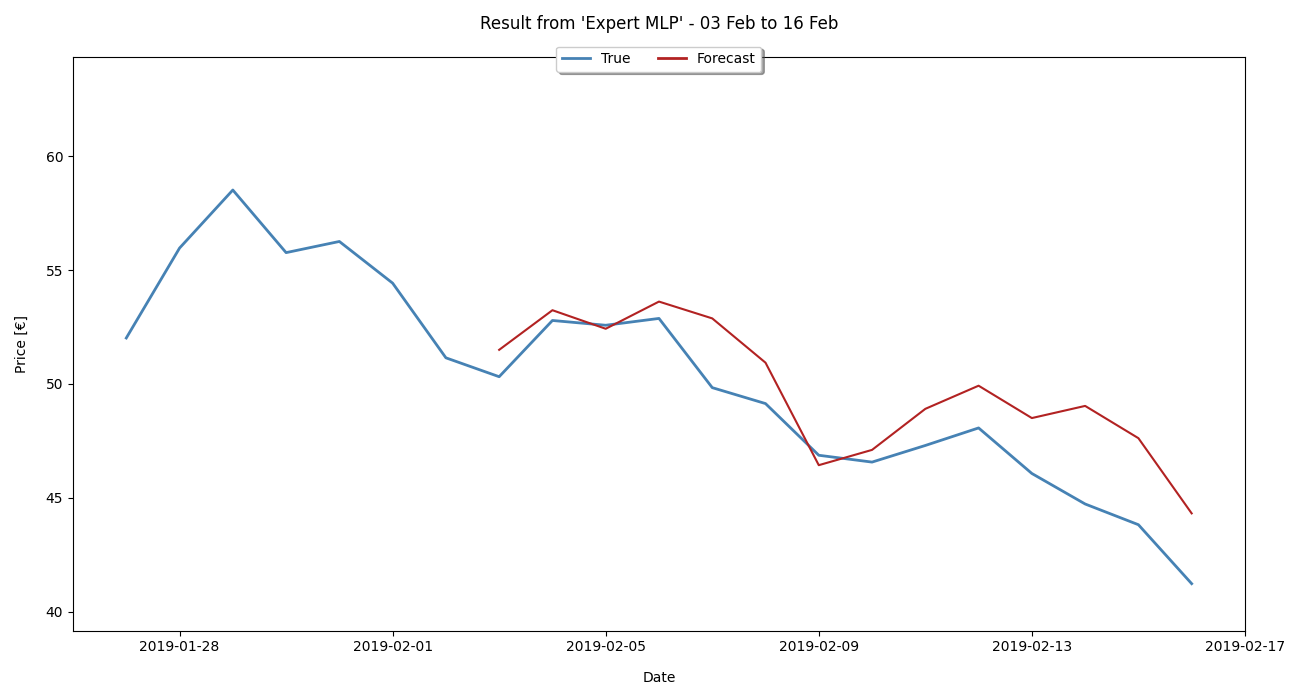 Result from 'Expert MLP' - 03 Feb to 16 Feb
True Forecast
60
55
50
45
40
Price [€]
2019-01-28 2019-02-01 2019-02-05 2019-02-09 2019-02-13 2019-02-17
Date